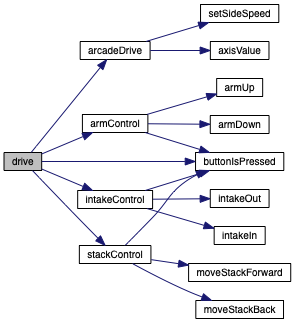 setSideSpeed
arcadeDrive
axisValue
armUp
armControl
armDown
drive
buttonIsPressed
intakeControl
intakeOut
intakeIn
stackControl
moveStackForward
moveStackBack